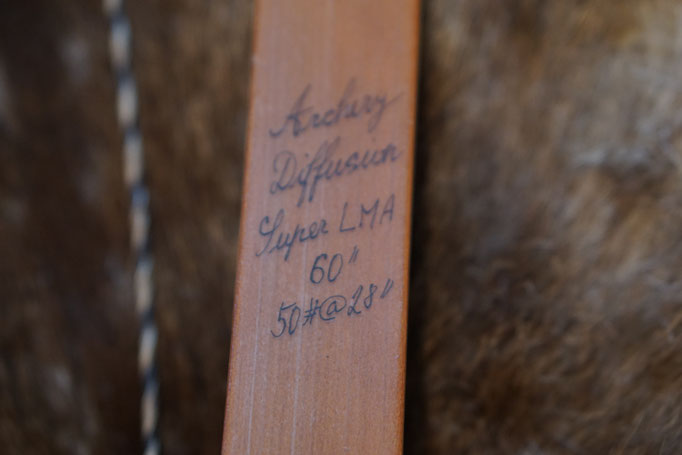 Archery
Diffusion
Super LMA
60"
50#@28"